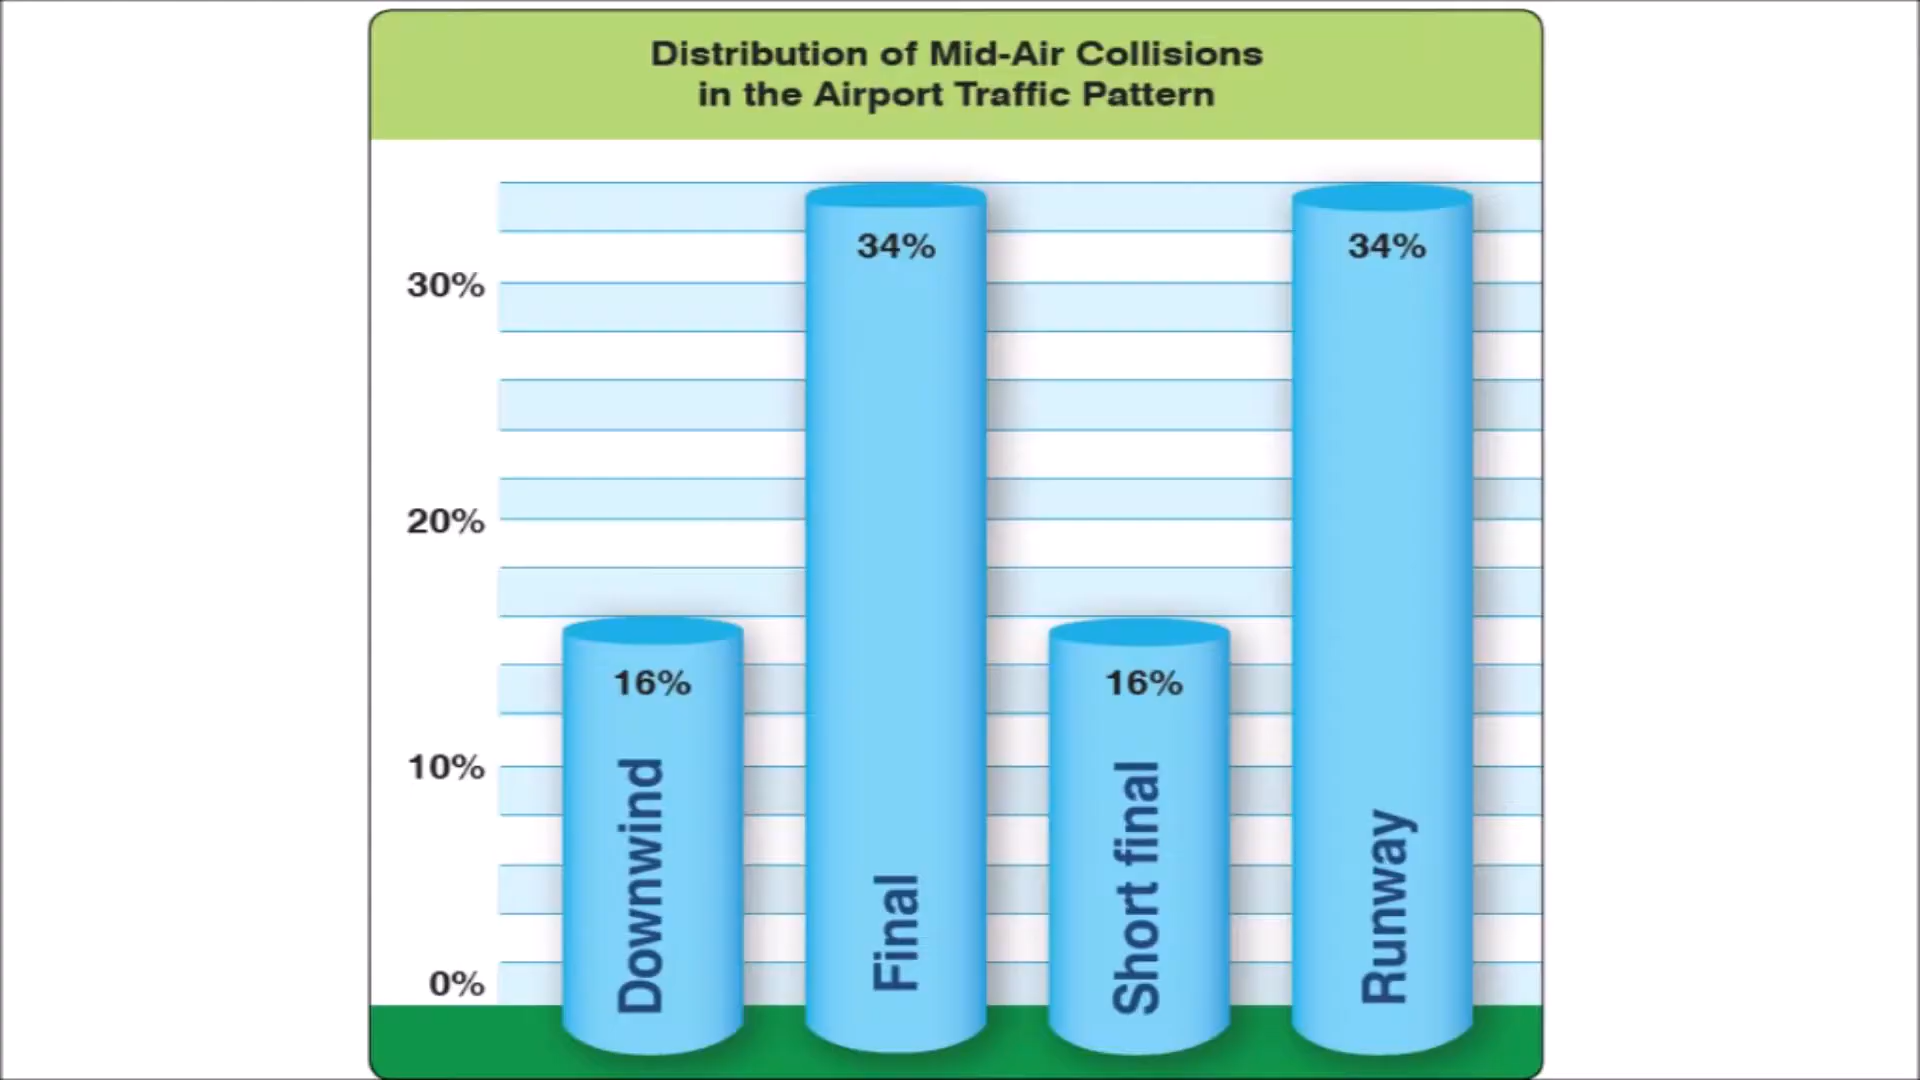 Distribution of Mid-Air Collisions
in the Airport Traffic Pattern
30%
20%
10%
0%
16%
Downwind
34%
Final
16%
Short final
34%
Runway